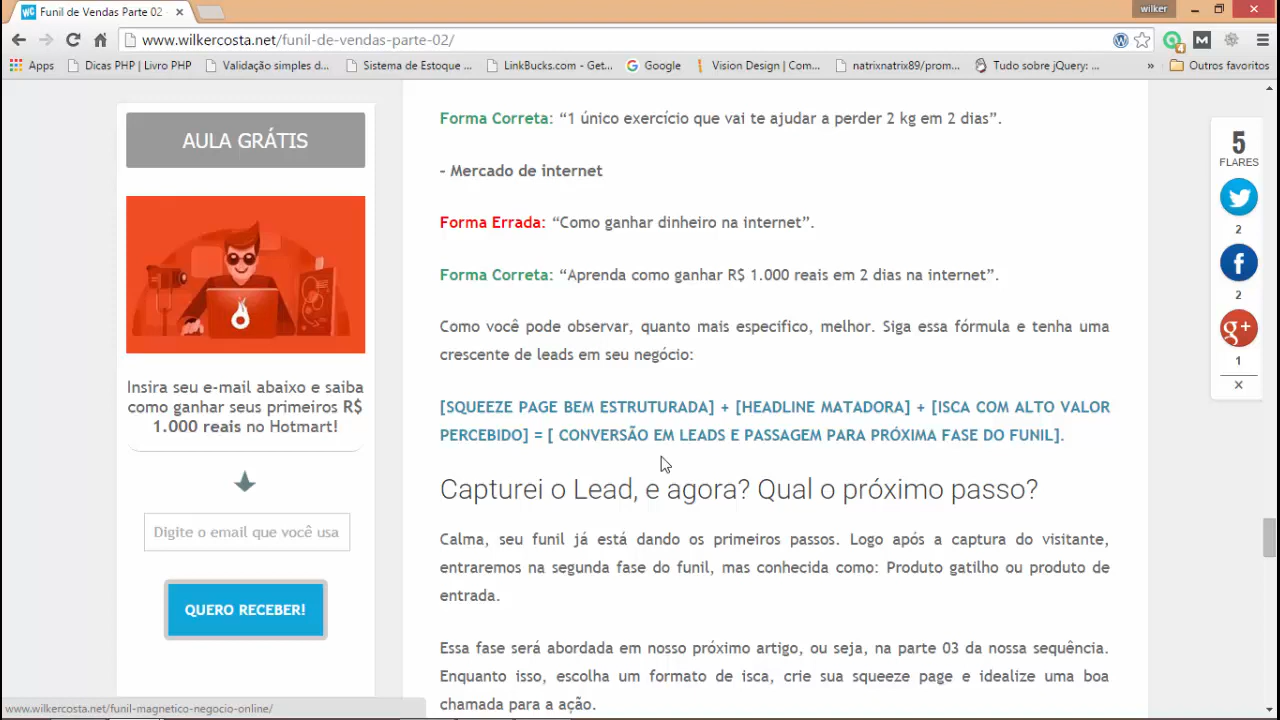 Funil de Vendas Parte 02
wilker
www.wilkercosta.net/funil-de-vendas-parte-02/
Apps Dicas PHP | Livro PHP Validação simples d... Sistema de Estoque ... LinkBucks.com - Get... Google Vision Design | Com... natrixnatrix89/prom... Tudo sobre jQuery: ... » Outros favoritos
AULA GRÁTIS
Insira seu e-mail abaixo e saiba
como ganhar seus primeiros R$
1.000 reais no Hotmart!
Digite o email que você usa
QUERO RECEBER!
Forma Correta: “1 único exercício que vai te ajudar a perder 2 kg em 2 dias”.
- Mercado de internet
Forma Errada: “Como ganhar dinheiro na internet”.
Forma Correta: “Aprenda como ganhar R$ 1.000 reais em 2 dias na internet”.
Como você pode observar, quanto mais especifico, melhor. Siga essa fórmula e tenha uma
crescente de leads em seu negócio:
[SQUEEZE PAGE BEM ESTRUTURADA] + [HEADLINE MATADORA] + [ISCA COM ALTO VALOR
PERCEBIDO] = [ CONVERSÃO EM LEADS E PASSAGEM PARA PRÓXIMA FASE DO FUNIL].
Capturei o Lead, e agora? Qual o próximo passo?
Calma, seu funil já está dando os primeiros passos. Logo após a captura do visitante,
entraremos na segunda fase do funil, mas conhecida como: Produto gatilho ou produto de
entrada.
Essa fase será abordada em nosso próximo artigo, ou seja, na parte 03 da nossa sequência.
Enquanto isso, escolha um formato de isca, crie sua squeeze page e idealize uma boa
chamada para a ação.
5
FLARES
2
2
g+
1
www.wilkercosta.net/funil-magnetico-negocio-online/